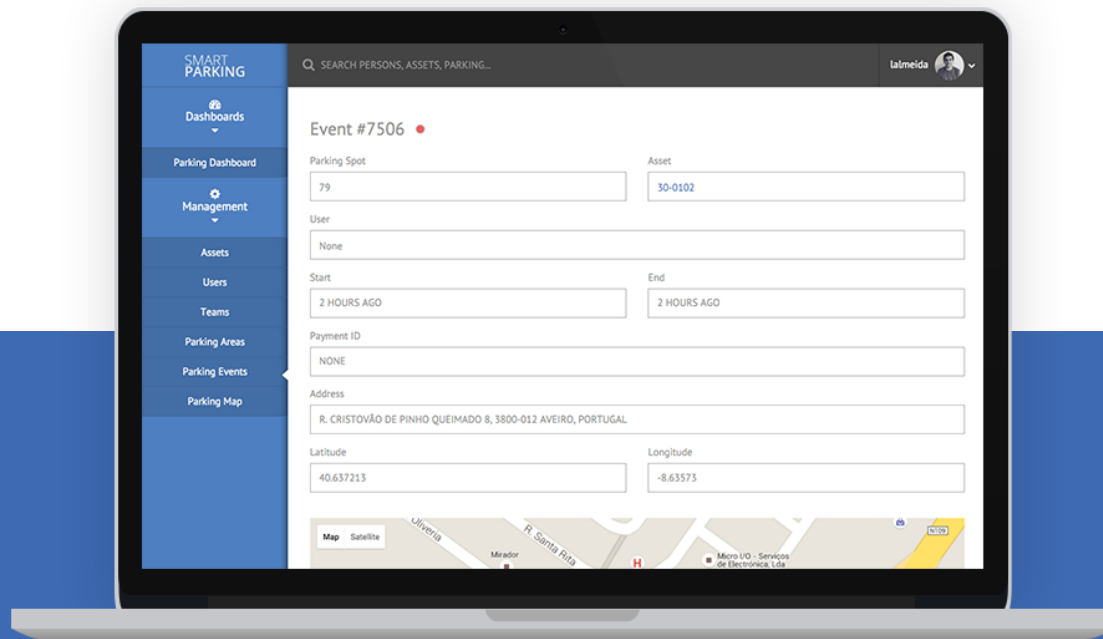 SMART
PARKING
SEARCH PERSONS, ASSETS, PARKING...
lalmeida
Dashboards
Parking Dashboard
Management
Assets
Users
Teams
Parking Areas
Parking Events
Parking Map
Event #7506
Parking Spot
Asset
79
30-0102
User
None
Start
End
2 HOURS AGO
2 HOURS AGO
Payment ID
NONE
Address
R. CRISTOVÃO DE PINHO QUEIMADO 8, 3800-012 AVEIRO, PORTUGAL
Latitude
Longitude
40.637213
-8.63573
Map
Satellite
Oliveria
R. Santa Rita
Mirador
H
Micro I/O - Serviços
de Electrónica, Lda
N109